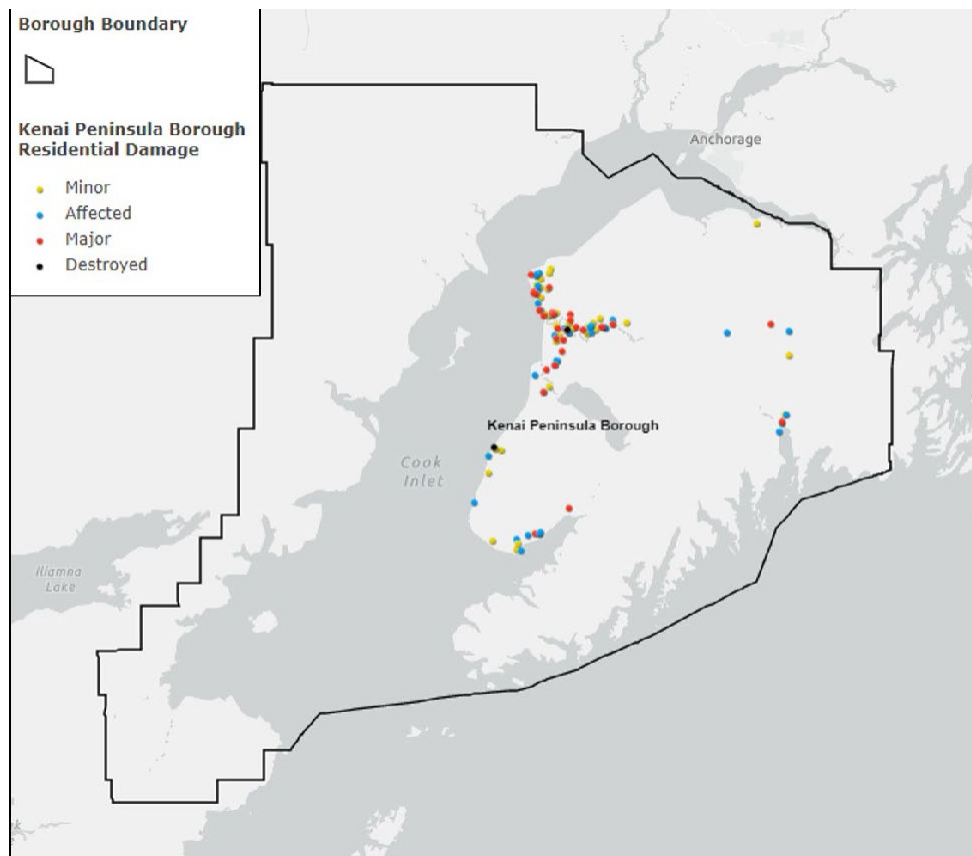 Borough Boundary
Kenai Peninsula Borough
Residential Damage
Minor
Affected
Major
Destroyed
Anchorage
Kenai Peninsula Borough
Cook
Inlet
Iliamna
Lake
k